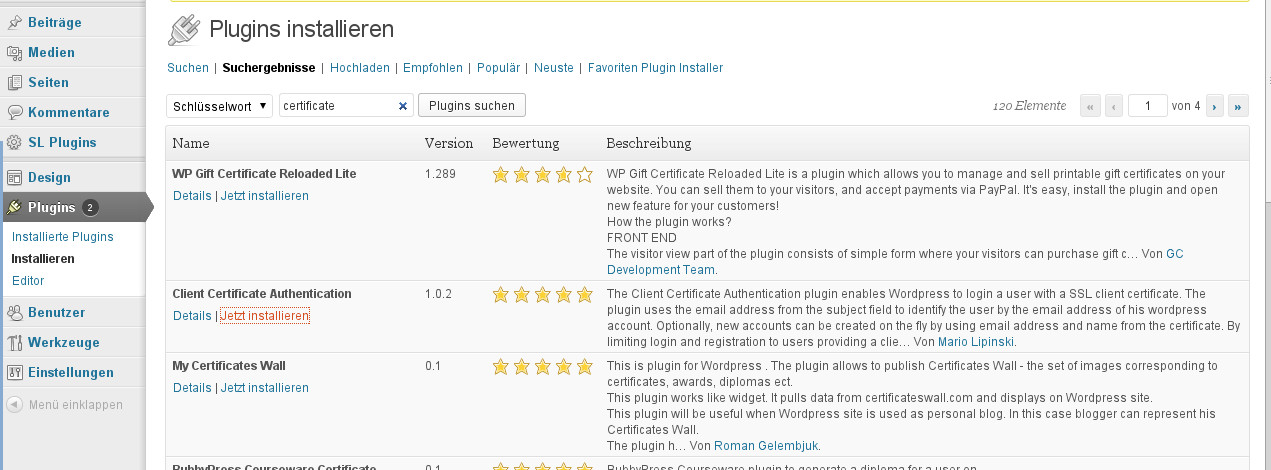 Beiträge
Medien
Seiten
Kommentare
SL Plugins
Design
Plugins 2
Installierte Plugins
Installieren
Editor
Benutzer
Werkzeuge
Einstellungen
Menü einklappen
Plugins installieren
Suchen | Suchergebnisse | Hochladen | Empfohlen | Populär | Neuste | Favoriten Plugin Installer
Schlüsselwort ▼ certificate × Plugins suchen 120 Elemente « ‹ 1 von 4 › »
Name Version Bewertung Beschreibung
WP Gift Certificate Reloaded Lite 1.289
Details | Jetzt installieren
WP Gift Certificate Reloaded Lite is a plugin which allows you to manage and sell printable gift certificates on your
website. You can sell them to your visitors, and accept payments via PayPal. It's easy, install the plugin and open
new feature for your customers!
How the plugin works?
FRONT END
The visitor view part of the plugin consists of simple form where your visitors can purchase gift c... Von GC
Development Team.
Client Certificate Authentication 1.0.2
Details | Jetzt installieren
The Client Certificate Authentication plugin enables Wordpress to login a user with a SSL client certificate. The
plugin uses the email address from the subject field to identify the user by the email address of his wordpress
account. Optionally, new accounts can be created on the fly by using email address and name from the certificate. By
limiting login and registration to users providing a clie... Von Mario Lipinski.
My Certificates Wall 0.1
Details | Jetzt installieren
This is plugin for Wordpress . The plugin allows to publish Certificates Wall - the set of images corresponding to
certificates, awards, diplomas ect.
This plugin works like widget. It pulls data from certificateswall.com and displays on Wordpress site.
This plugin will be useful when Wordpress site is used as personal blog. In this case blogger can represent his
Certificates Wall.
The plugin h... Von Roman Gelembjuk.
BubbyPress Courseware Certificate 0.1
BubbyPress Courseware plugin to generate a diploma for a user on